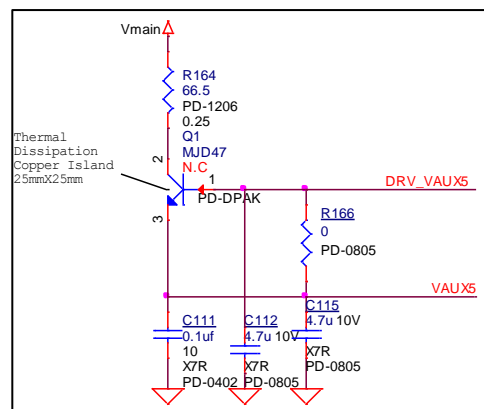 Vmain
R164
66.5
PD-1206
0.25
Q1
MJD47
N.C
Thermal
Dissipation
Copper Island
25mmX25mm
2
1
3
PD-DPAK
DRV_VAUX5
R166
0
PD-0805
VAUX5
C111
0.1uf
10
X7R
PD-0402
C112
4.7u 10V
X7R
PD-0805
C115
4.7u 10V
X7R
PD-0805